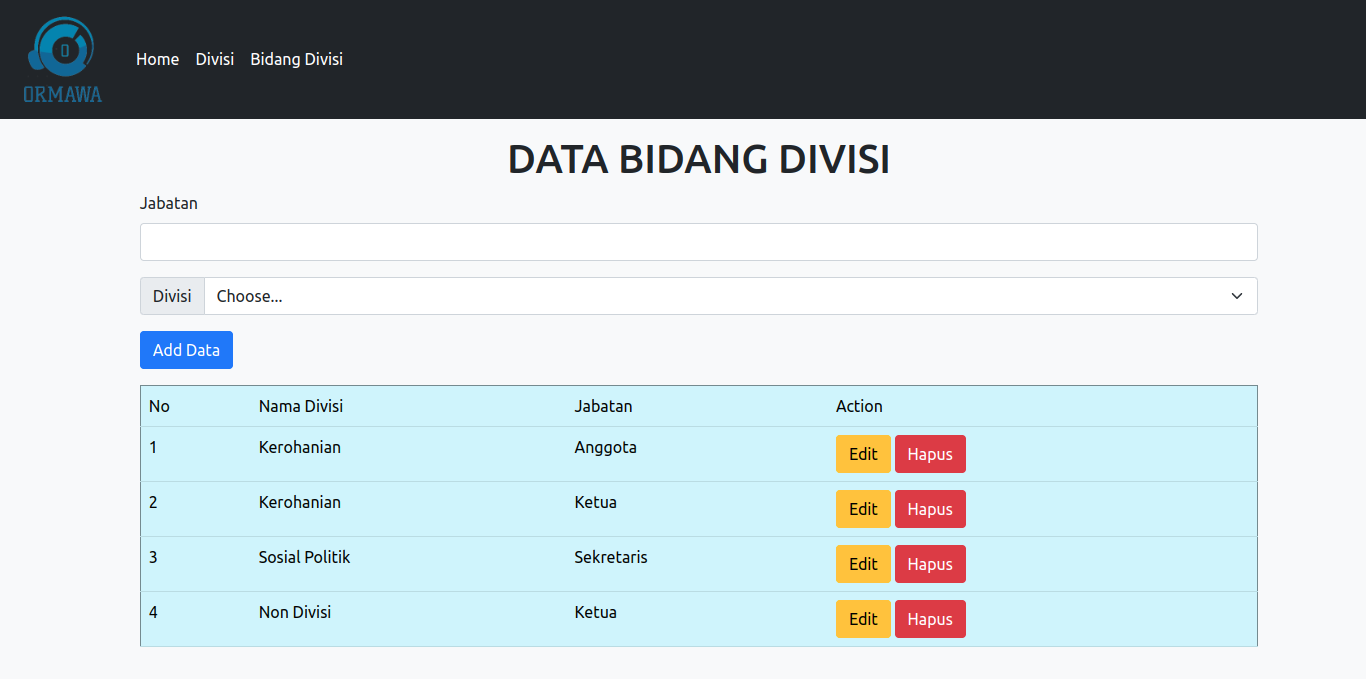 0
ORMAWA
Home Divisi Bidang Divisi
DATA BIDANG DIVISI
Jabatan
Divisi Choose...
Add Data
No Nama Divisi Jabatan Action
1 Kerohanian Anggota Edit Hapus
2 Kerohanian Ketua Edit Hapus
3 Sosial Politik Sekretaris Edit Hapus
4 Non Divisi Ketua Edit Hapus